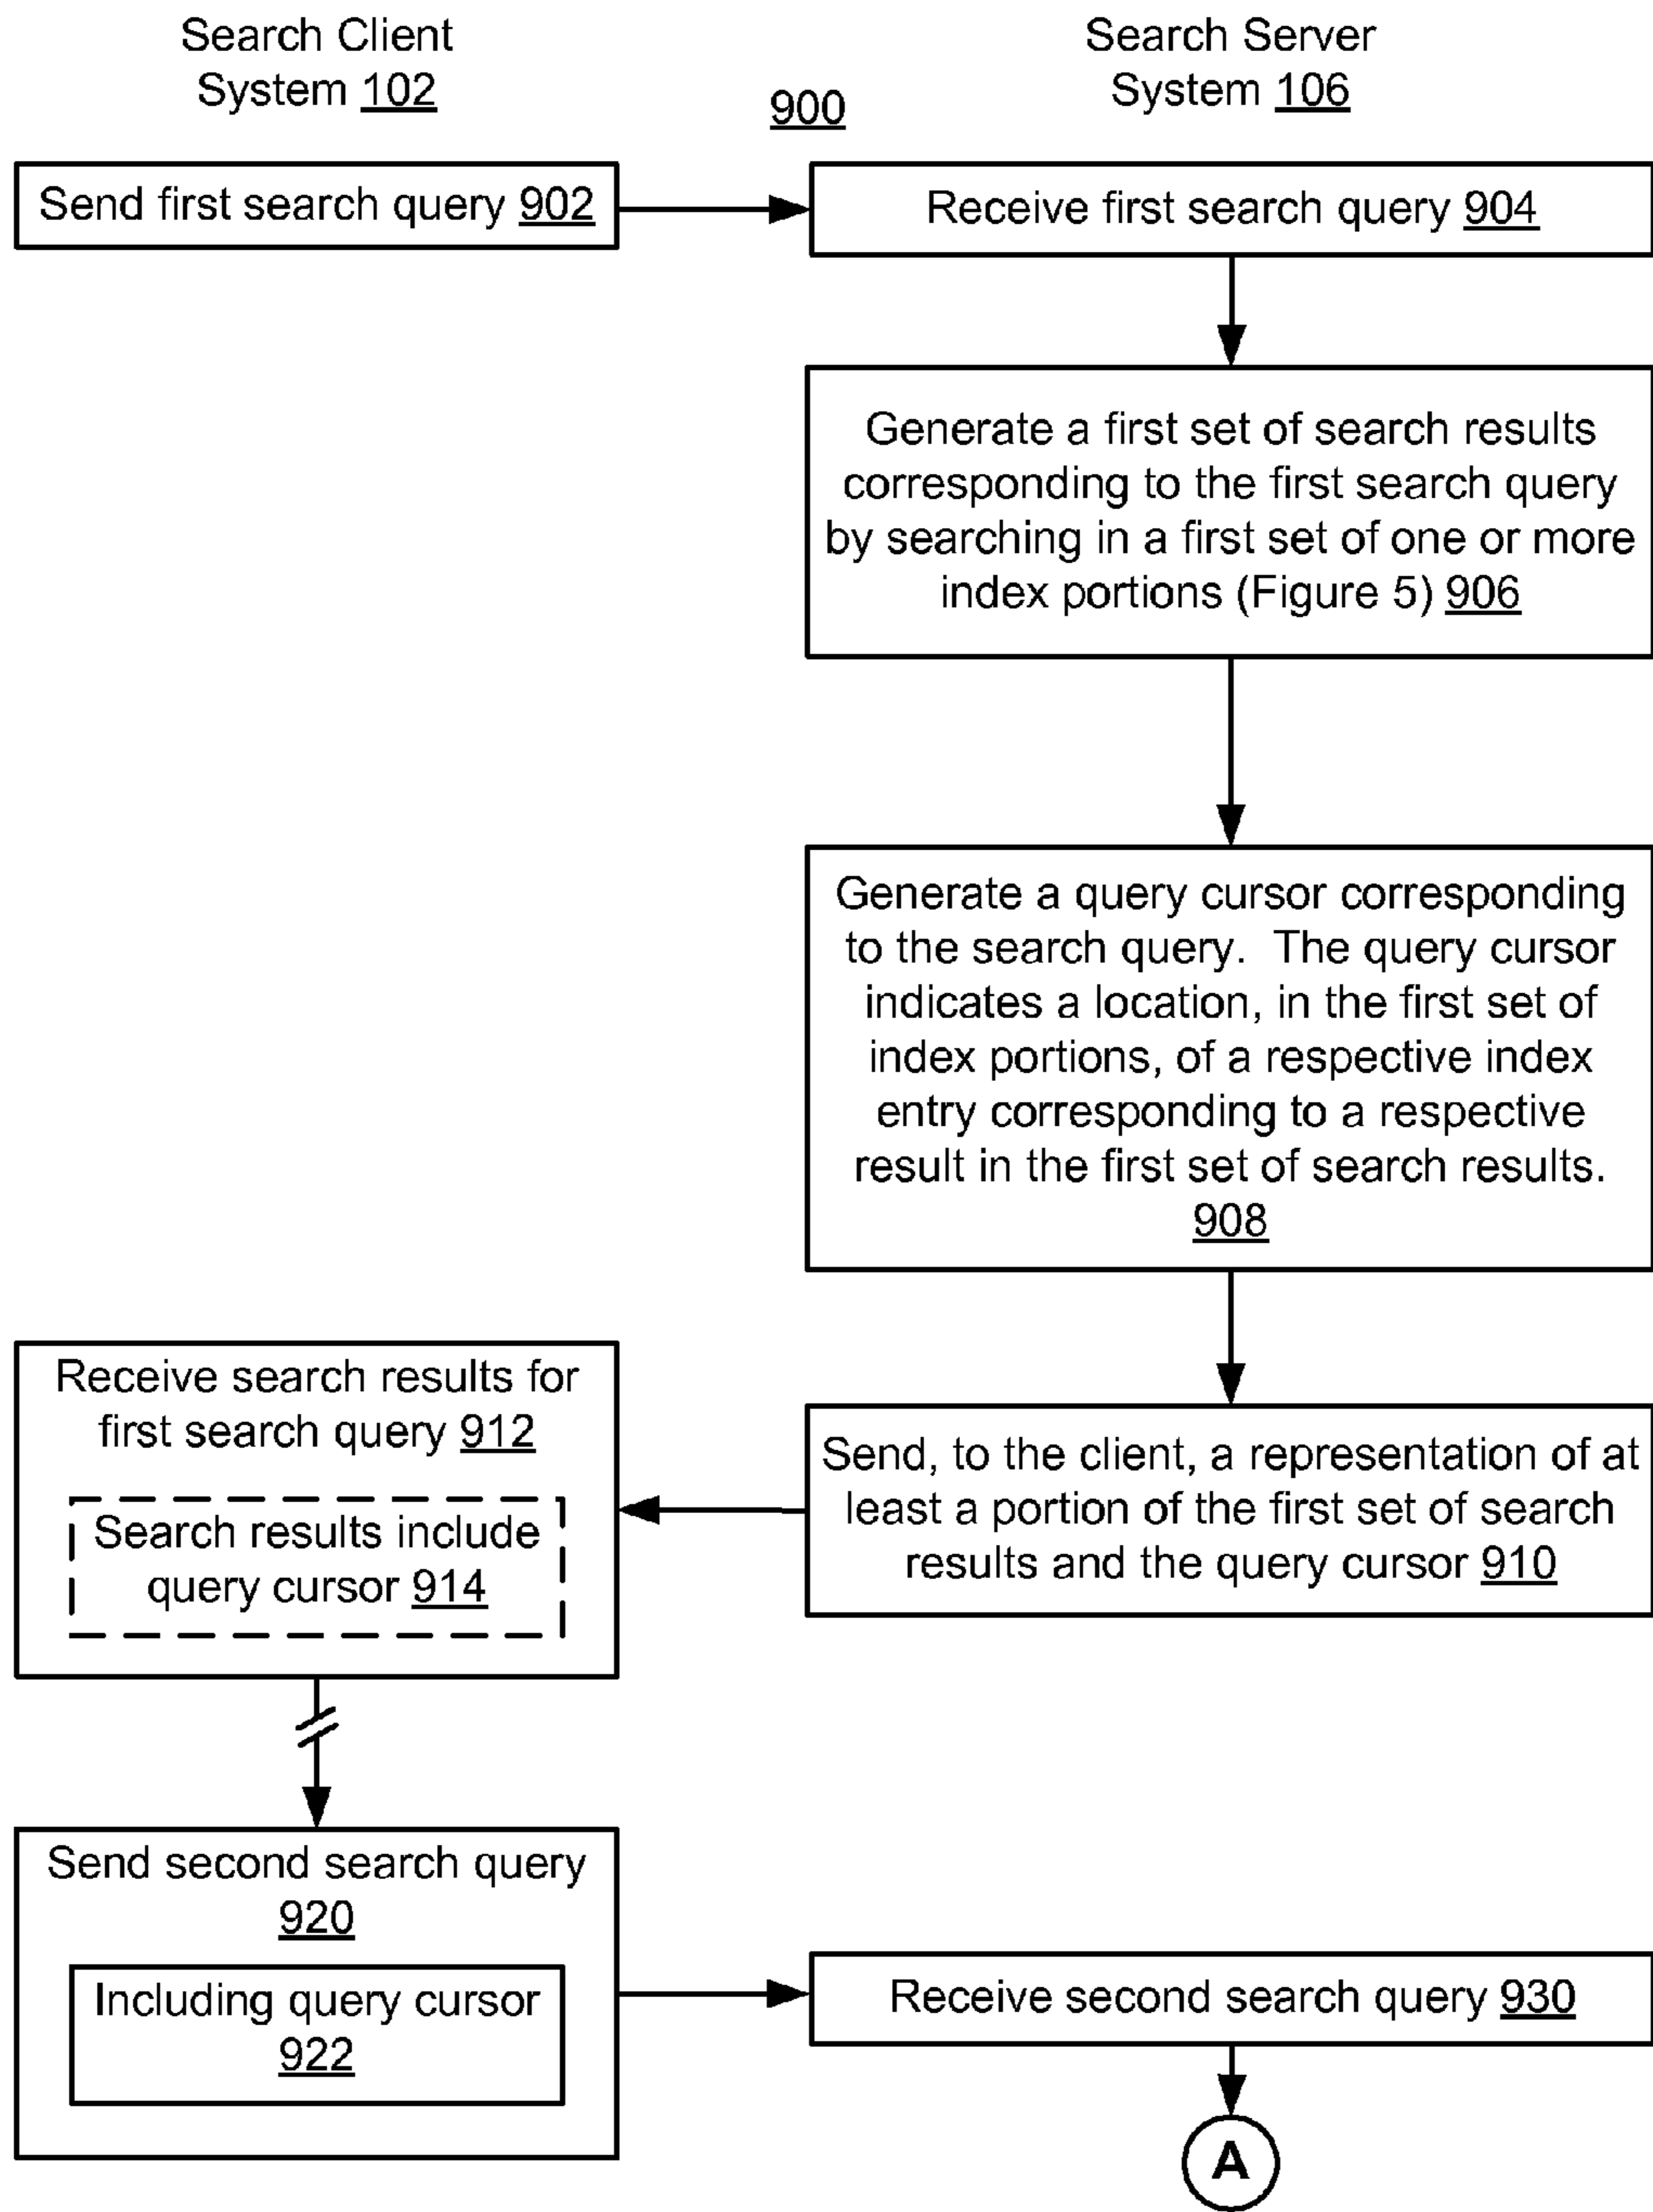 Search Client
System 102
Search Server
System 106
900
Send first search query 902
Receive first search query 904
Generate a first set of search results
corresponding to the first search query
by searching in a first set of one or more
index portions (Figure 5) 906
Generate a query cursor corresponding
to the search query.  The query cursor
indicates a location, in the first set of
index portions, of a respective index
entry corresponding to a respective
result in the first set of search results.
908
Send, to the client, a representation of at
least a portion of the first set of search
results and the query cursor 910
Receive search results for
first search query 912
Search results include
query cursor 914
Send second search query
920
Including query cursor
922
Receive second search query 930
A